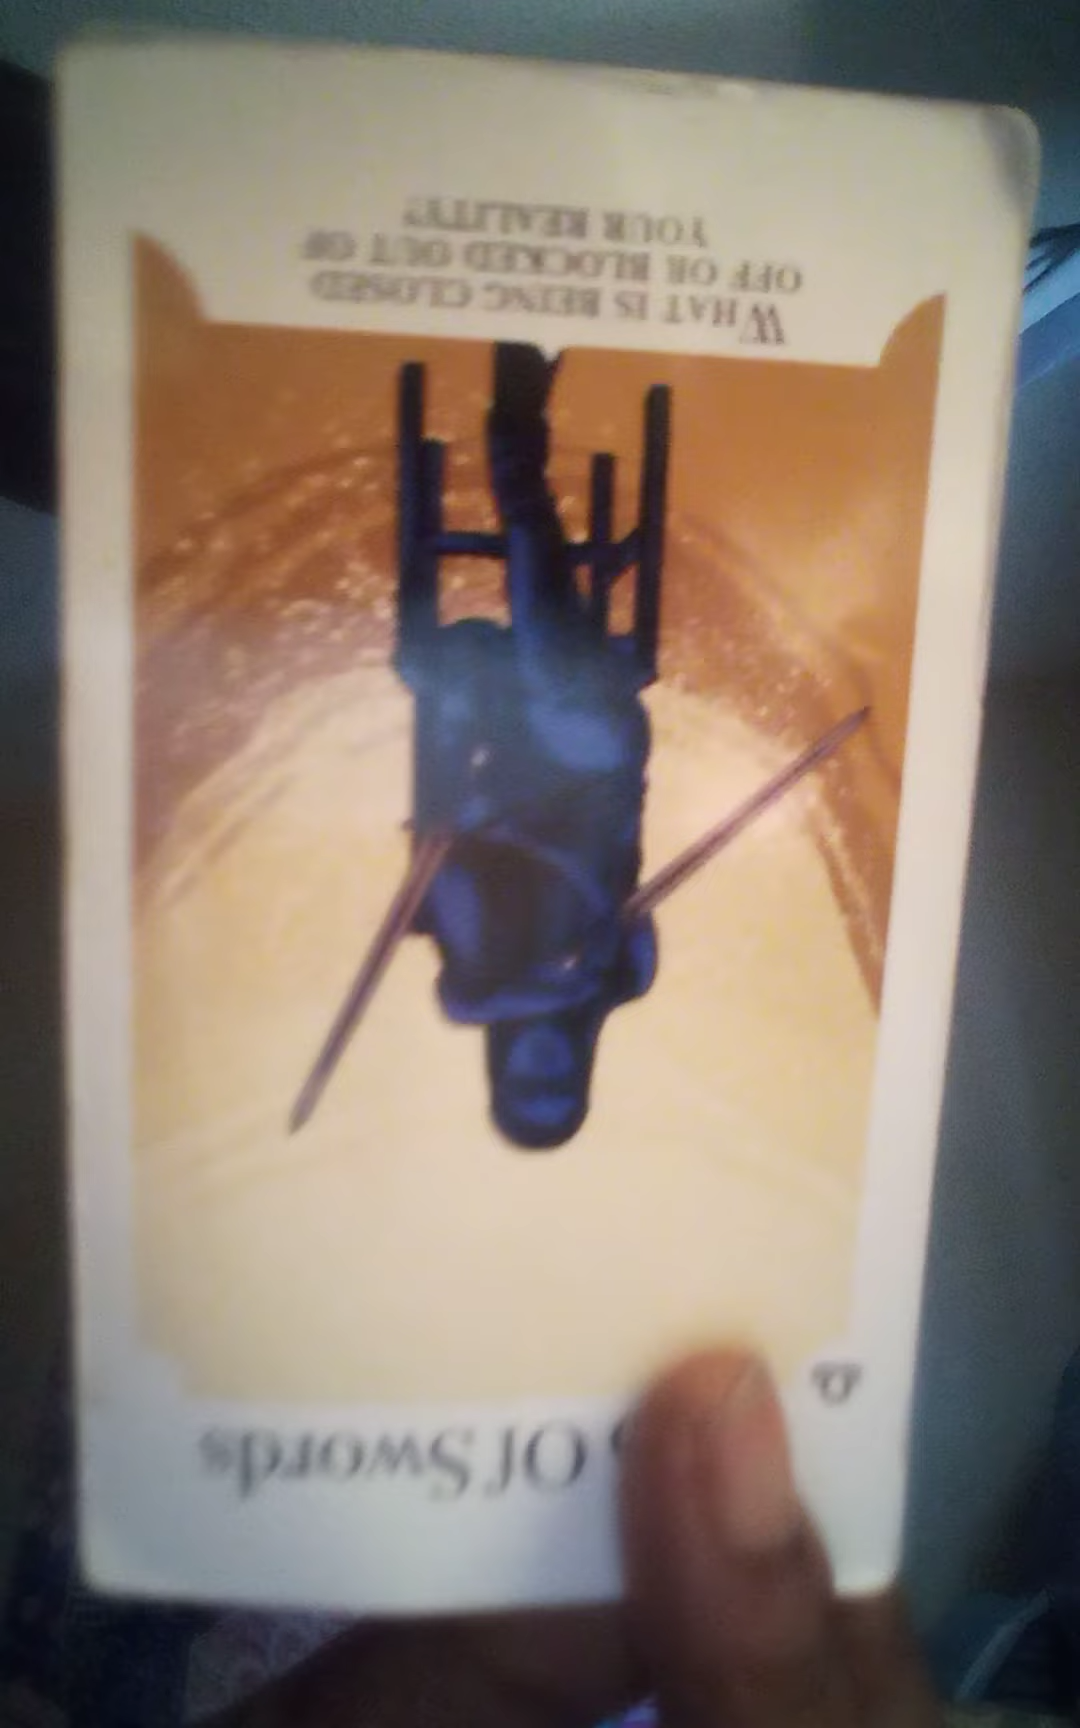 Of Swords
WHAT IS BEING CLOSED
OFF OR BLOCKED OUT OF
YOUR REALITY?